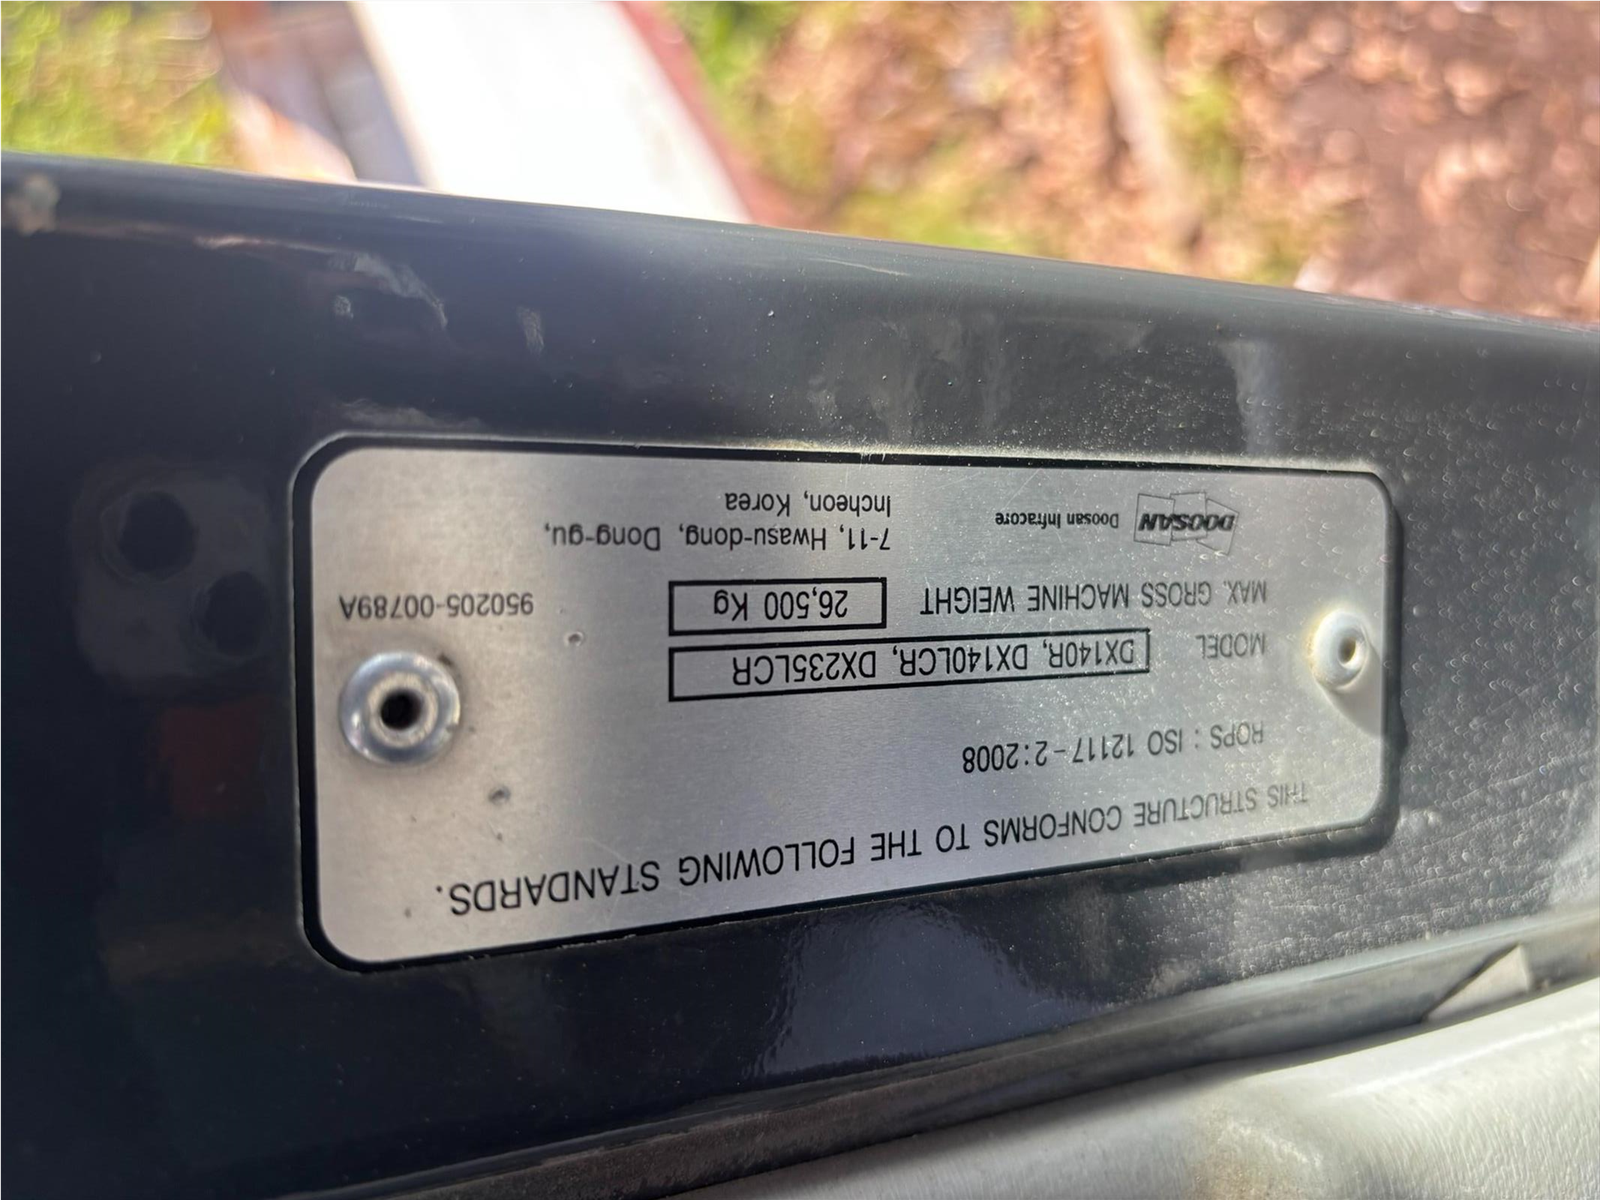 THIS STRUCTURE CONFORMS TO THE FOLLOWING STANDARDS.
ROPS : ISO 12117-2:2008
MODEL DX140R, DX140LCR, DX235LCR
MAX. GROSS MACHINE WEIGHT 26,500 Kg 950205-00789A
DOOSAN Doosan Infracore
7-11, Hwasu-dong, Dong-gu,
Incheon, Korea